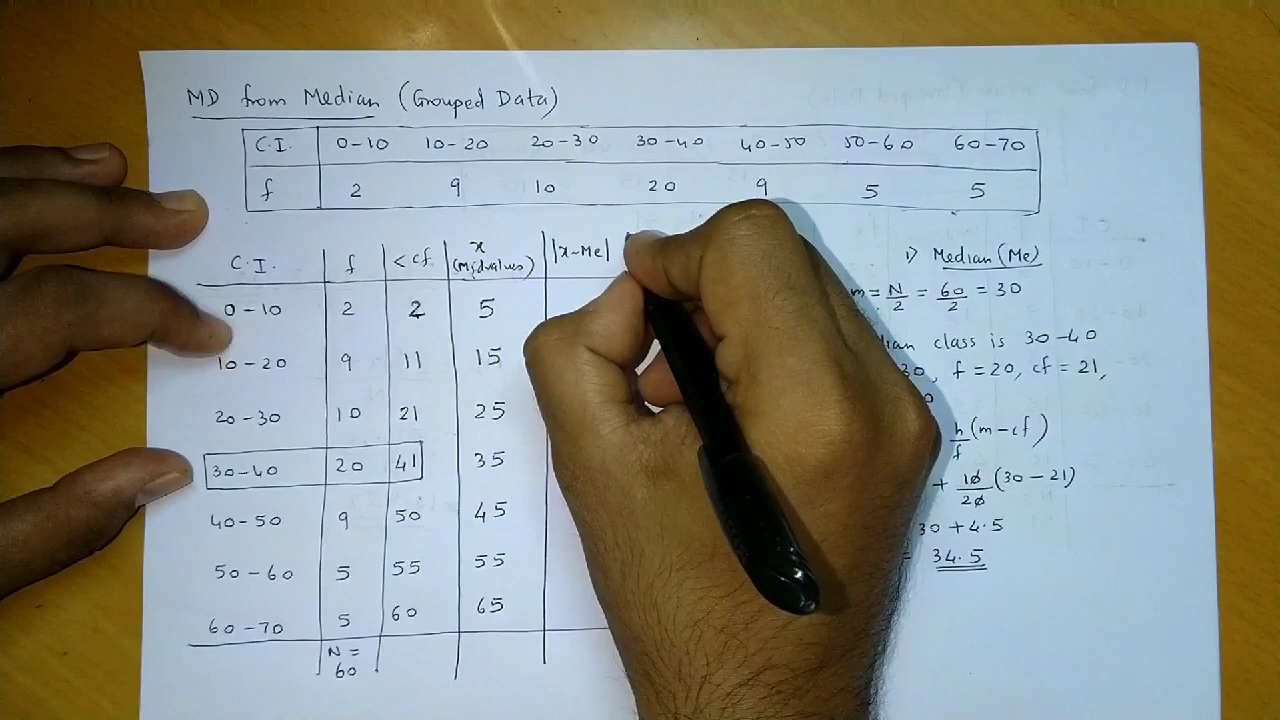 MD from Median (Grouped Data)
C.I. 0-10 10-20 20-30 30-40 40-50 50-60 60-70
f 2 9 10 20 9 5 5
C.I. f < cf x (Midvalues) |x-Me|
0-10 2 2 5
10-20 9 11 15
20-30 10 21 25
30-40 20 41 35
40-50 9 50 45
50-60 5 55 55
60-70 5 60 65
N = 60
i) Median (Me)
m = N/2 = 60/2 = 30
class is 30-40
f = 20, cf = 21,
h/f (m - cf)
+ 10/20 (30 - 21)
30 + 4.5
= 34.5